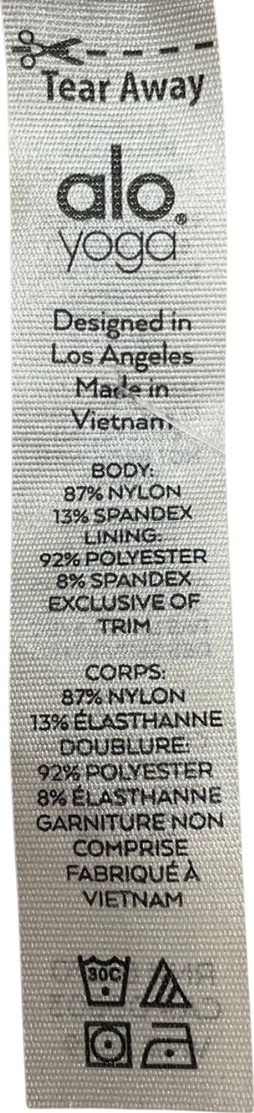 Tear Away
alo®
yoga
Designed in
Los Angeles
Made in
Vietnam
BODY:
87% NYLON
13% SPANDEX
LINING:
92% POLYESTER
8% SPANDEX
EXCLUSIVE OF
TRIM
CORPS:
87% NYLON
13% ÉLASTHANNE
DOUBLURE:
92% POLYESTER
8% ÉLASTHANNE
GARNITURE NON
COMPRISE
FABRIQUÉ À
VIETNAM
30C